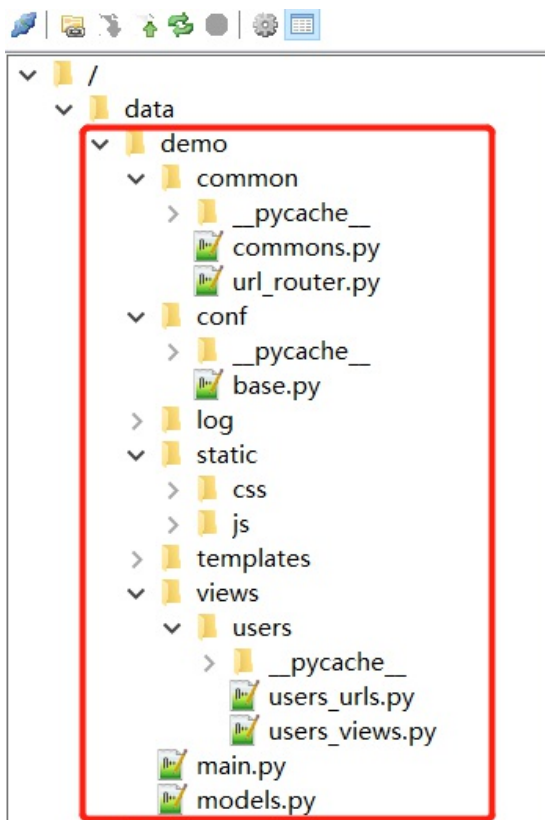 /
data
demo
common
__pycache__
commons.py
url_router.py
conf
__pycache__
base.py
log
static
css
js
templates
views
users
__pycache__
users_urls.py
users_views.py
main.py
models.py